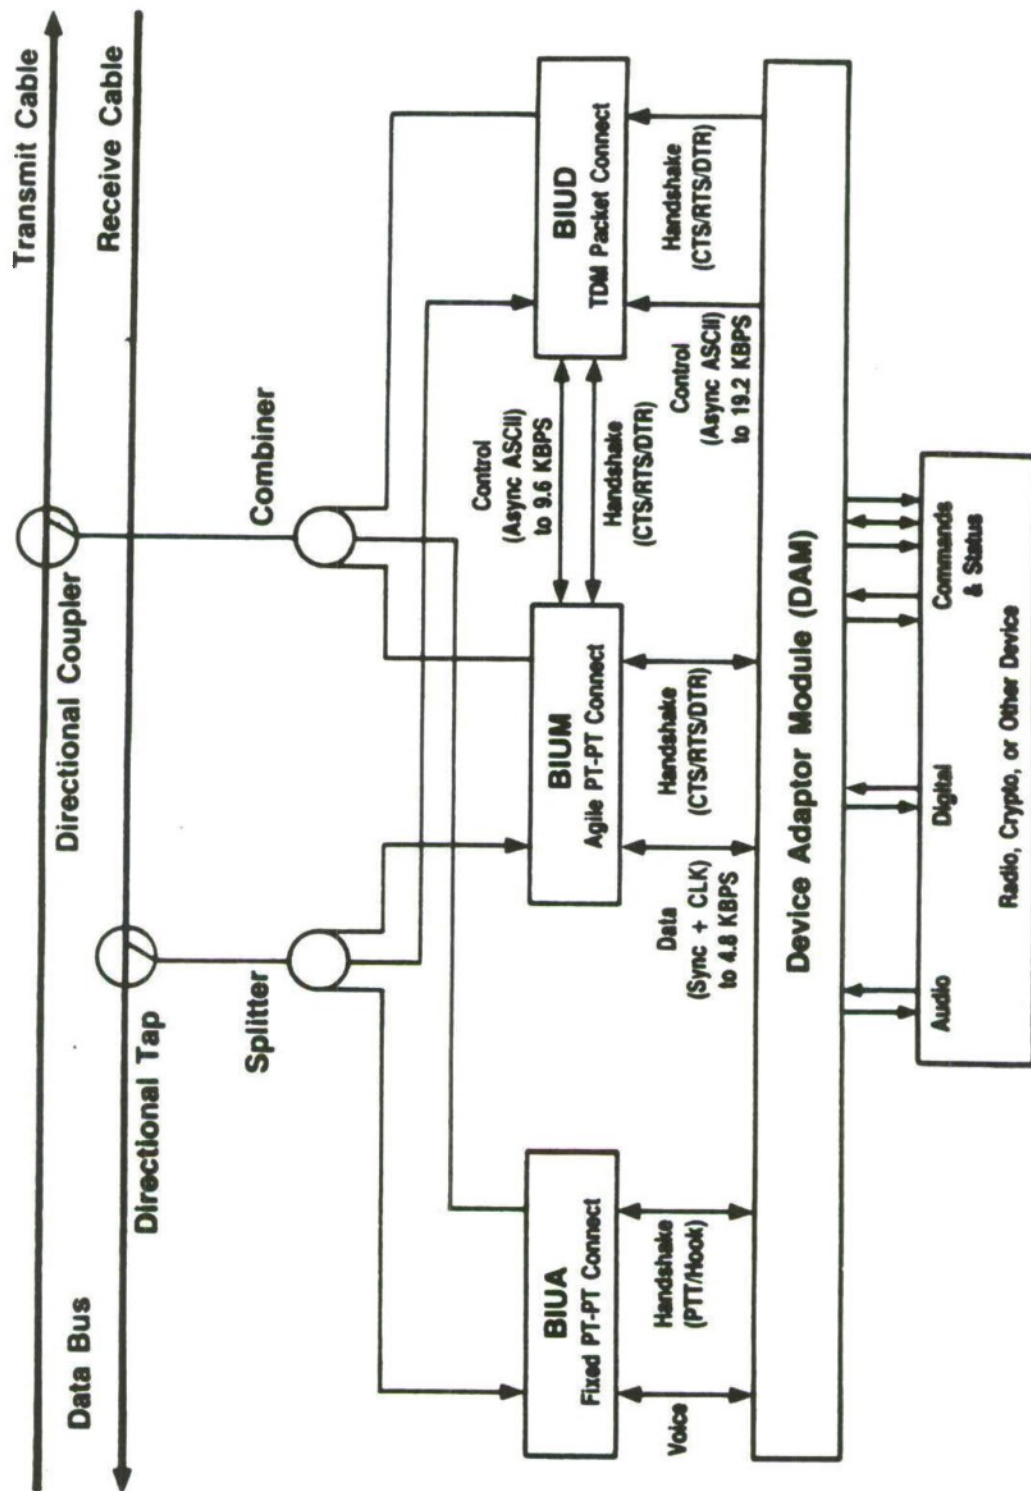 Transmit Cable
Receive Cable
Data Bus
Directional Coupler
Directional Tap
Combiner
Splitter
BIUA
Fixed PT-PT Connect
BIUM
Agile PT-PT Connect
BIUD
TDM Packet Connect
Control
(Async ASCII)
to 9.6 KBPS
Handshake
(CTS/RTS/DTR)
Voice
Handshake
(PTT/Hook)
Data
(Sync + CLK)
to 4.8 KBPS
Handshake
(CTS/RTS/DTR)
Control
(Async ASCII)
to 19.2 KBPS
Handshake
(CTS/RTS/DTR)
Device Adaptor Module (DAM)
Audio
Digital
Commands
& Status
Radio, Crypto, or Other Device